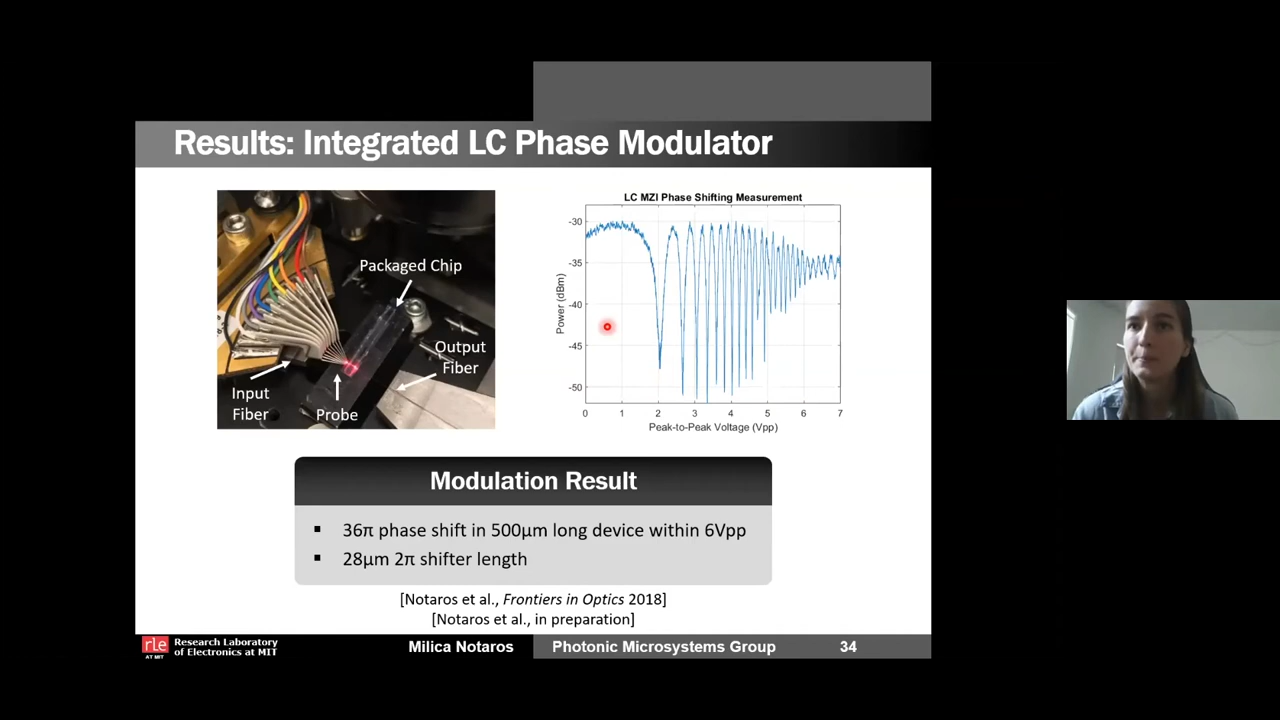 Results: Integrated LC Phase Modulator
Packaged Chip
Output
Fiber
Input
Fiber
Probe
LC MZI Phase Shifting Measurement
Power (dBm)
-30
-35
-40
-45
-50
0 1 2 3 4 5 6 7
Peak-to-Peak Voltage (Vpp)
Modulation Result
▪ 36π phase shift in 500µm long device within 6Vpp
▪ 28µm 2π shifter length
[Notaros et al., Frontiers in Optics 2018]
[Notaros et al., in preparation]
rle
AT MIT
Research Laboratory
of Electronics at MIT
Milica Notaros
Photonic Microsystems Group
34